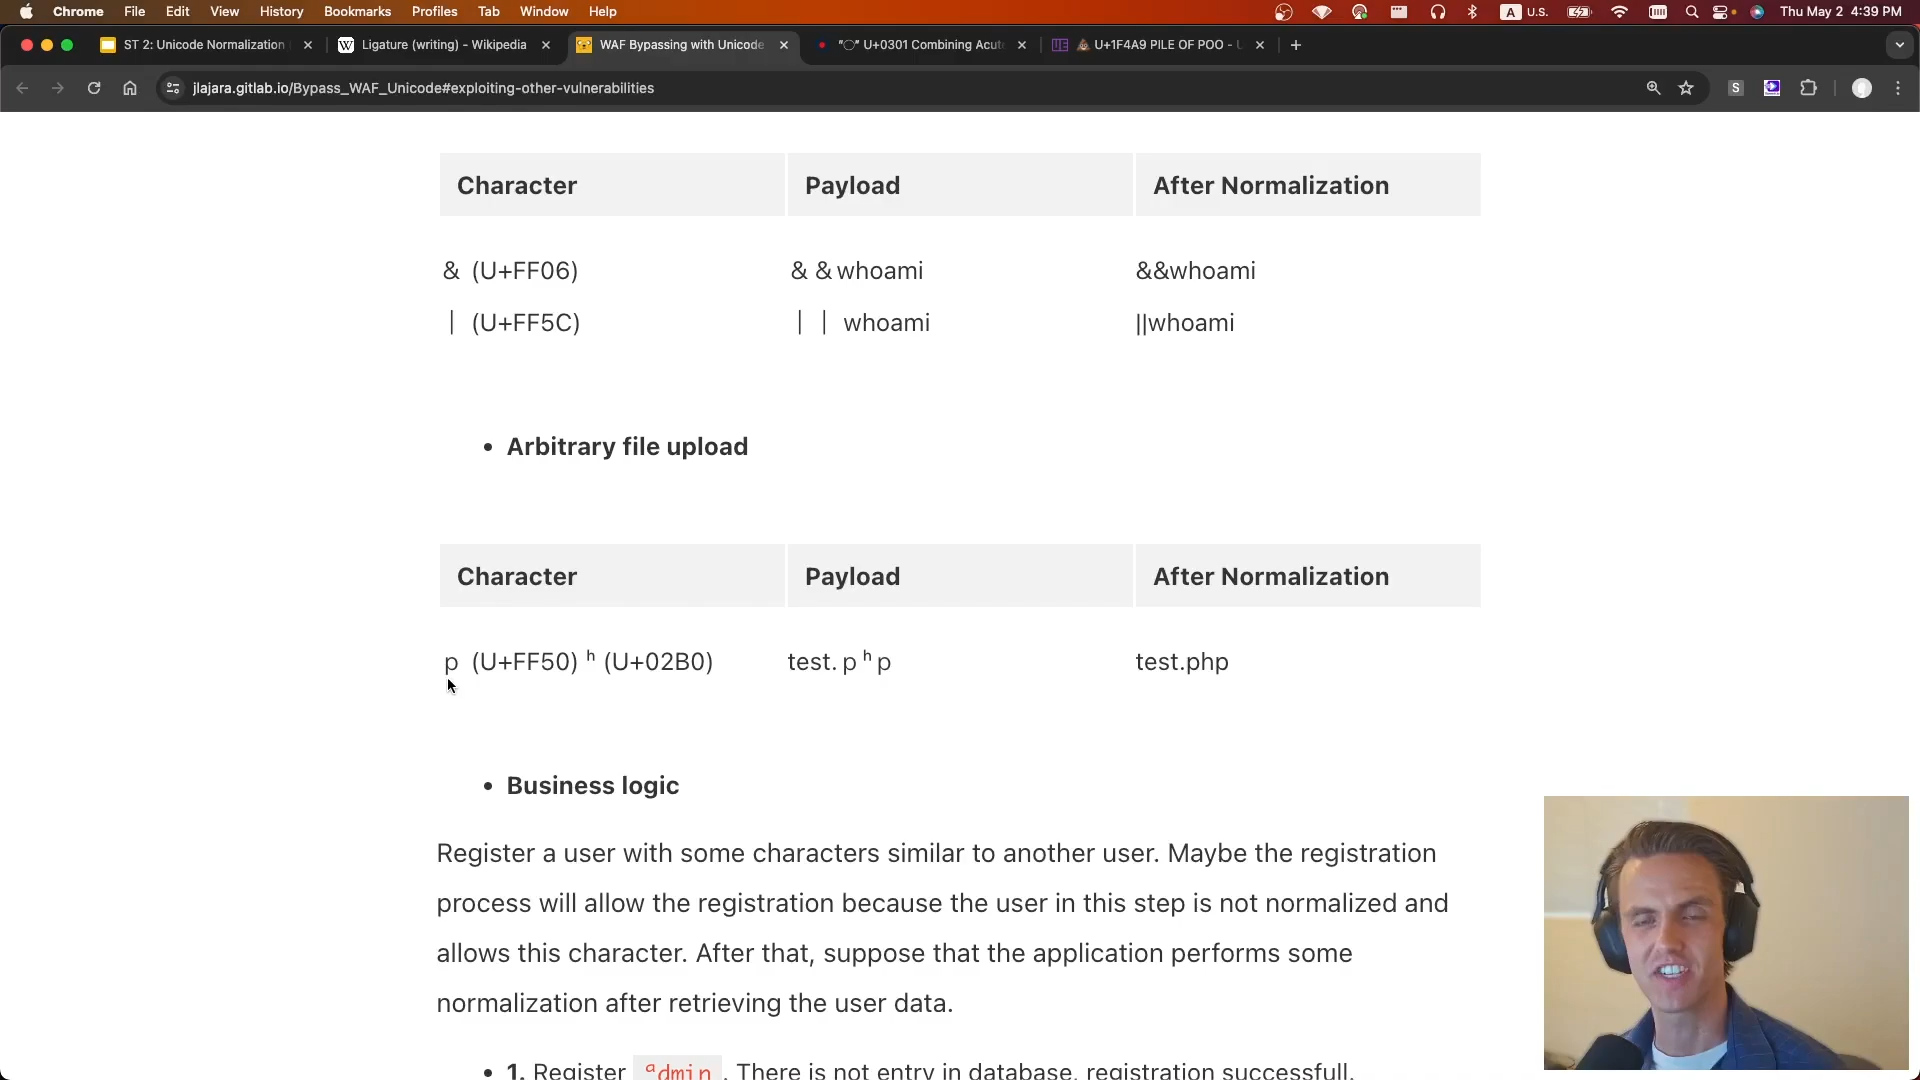 Chrome File Edit View History Bookmarks Profiles Tab Window Help A U.S. Thu May 2 4:39 PM
ST 2: Unicode Normalization Ligature (writing) - Wikipedia WAF Bypassing with Unicode "◌́" U+0301 Combining Acut 💩 U+1F4A9 PILE OF POO - U
jlajara.gitlab.io/Bypass_WAF_Unicode#exploiting-other-vulnerabilities S
Character Payload After Normalization
＆ (U+FF06) ＆＆whoami &&whoami
｜ (U+FF5C) ｜｜whoami ||whoami
• Arbitrary file upload
Character Payload After Normalization
ｐ (U+FF50) ʰ (U+02B0) test.ｐʰp test.php
• Business logic
Register a user with some characters similar to another user. Maybe the registration
process will allow the registration because the user in this step is not normalized and
allows this character. After that, suppose that the application performs some
normalization after retrieving the user data.
• 1. Register ªdmin . There is not entry in database, registration successfull.